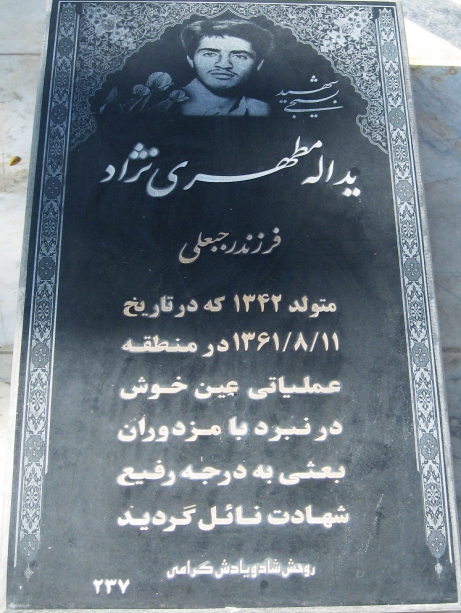 شهید
بسیجی
یداله مطهری نژاد
فرزند رجبعلی
متولد ۱۳۴۲ که در تاریخ
۱۳۶۱/۸/۱۱ در منطقه
عملیاتی عین خوش
در نبرد با مزدوران
بعثی به درجه رفیع
شهادت نائل گردید
روحش شاد و یادش گرامی
۲۳۷